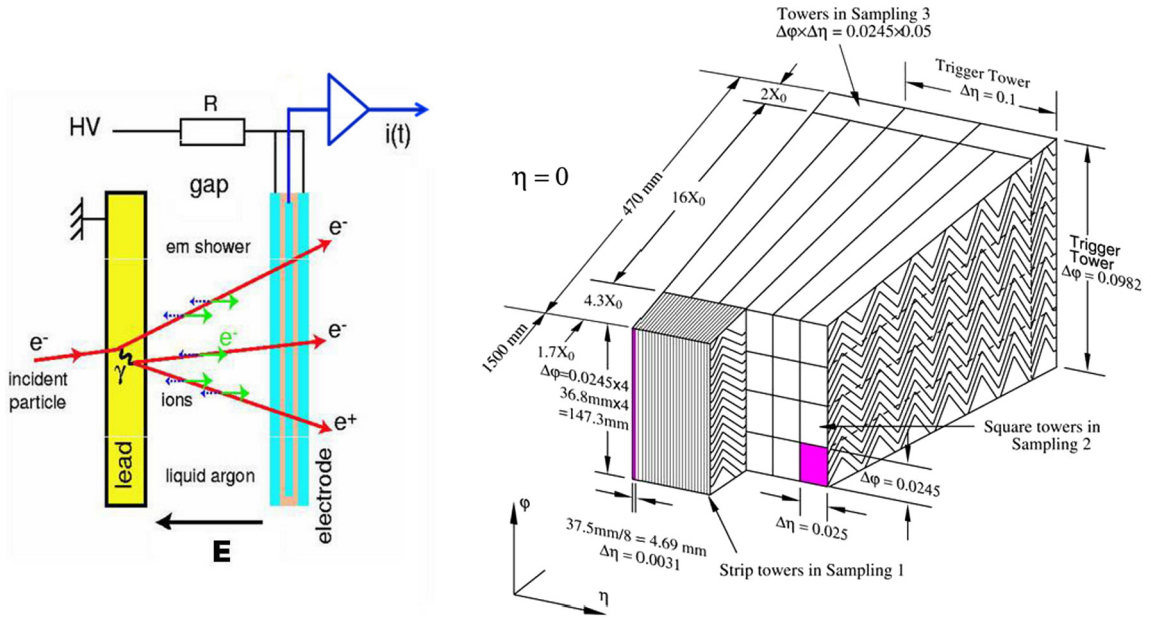 R
HV
i(t)
gap
em shower
e-
e-
e-
e-
γ
incident
particle
ions
e+
lead
liquid argon
electrode
E
Towers in Sampling 3
Δφ×Δη = 0.0245×0.05
Trigger Tower
Δη = 0.1
2X0
η = 0
470 mm
16X0
Trigger
Tower
Δφ = 0.0982
4.3X0
1500 mm
1.7X0
Δφ=0.0245x4
36.8mmx4
=147.3mm
Square towers in
Sampling 2
Δφ = 0.0245
Δη = 0.025
37.5mm/8 = 4.69 mm
Δη = 0.0031
Strip towers in Sampling 1
φ
η